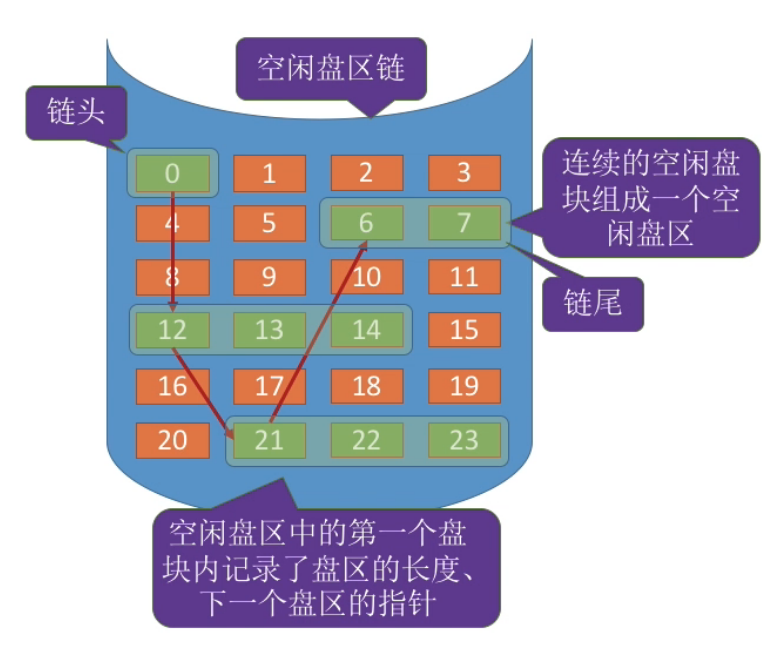 空闲盘区链
链头
0 1 2 3
连续的空闲盘
块组成一个空
闲盘区
4 5 6 7
8 9 10 11
链尾
12 13 14 15
16 17 18 19
20 21 22 23
空闲盘区中的第一个盘
块内记录了盘区的长度、
下一个盘区的指针